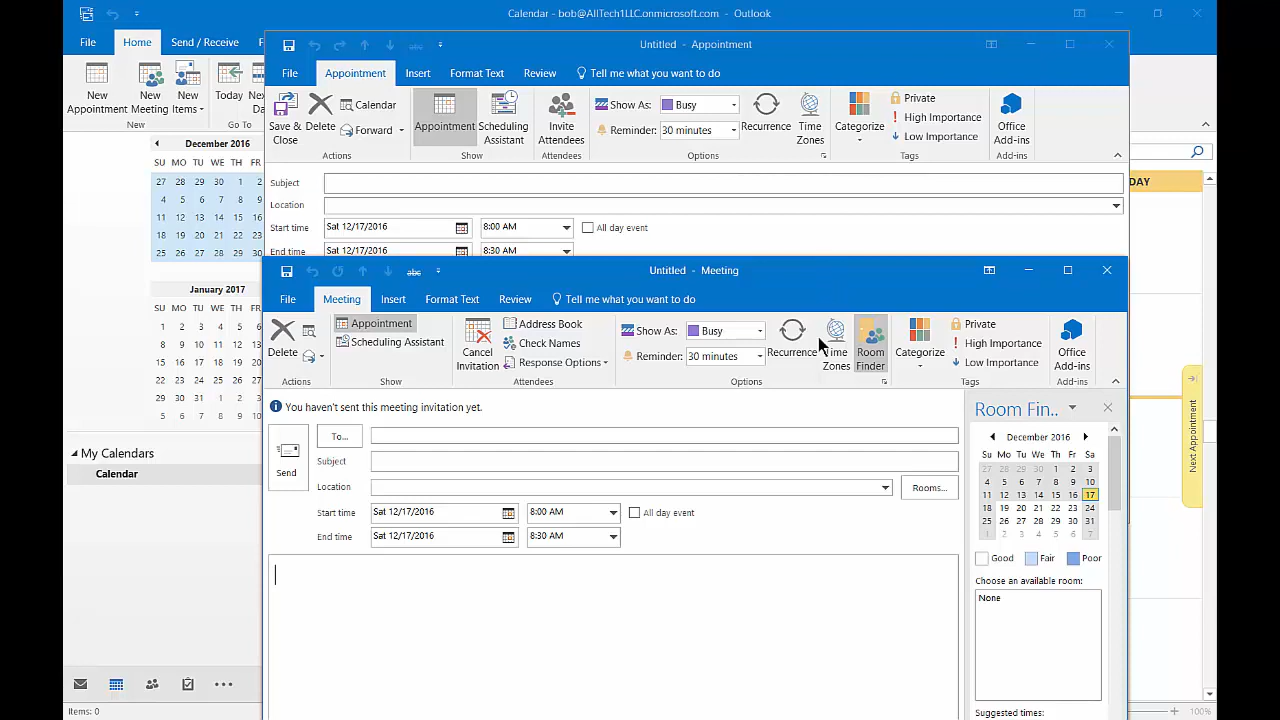 Calendar - bob@AllTech1LLC.onmicrosoft.com - Outlook
File Home Send / Receive F
New Appointment
New Meeting
New Items
Today
Nex Da
New Go To
December 2016
SU MO TU WE TH FR
27 28 29 30 1 2
4 5 6 7 8 9
11 12 13 14 15 16
18 19 20 21 22 23
25 26 27 28 29 30
January 2017
SU MO TU WE TH FR
1 2 3 4 5 6
8 9 10 11 12 13
15 16 17 18 19 20
22 23 24 25 26 27
29 30 31 1 2 3
5 6 7 8 9 10
My Calendars
Calendar
Items: 0
Untitled - Appointment
File Appointment Insert Format Text Review Tell me what you want to do
Save & Close
Delete
Calendar
Forward
Appointment
Scheduling Assistant
Invite Attendees
Show As: Busy
Reminder: 30 minutes
Recurrence
Time Zones
Categorize
Private
High Importance
Low Importance
Office Add-ins
Actions Show Attendees Options Tags Add-ins
Subject
Location
Start time Sat 12/17/2016 8:00 AM All day event
End time Sat 12/17/2016 8:30 AM
DAY
Untitled - Meeting
abc
File Meeting Insert Format Text Review Tell me what you want to do
Delete
Appointment
Scheduling Assistant
Cancel Invitation
Address Book
Check Names
Response Options
Show As: Busy
Reminder: 30 minutes
Recurrence
Time Zones
Room Finder
Categorize
Private
High Importance
Low Importance
Office Add-ins
Actions Show Attendees Options Tags Add-ins
You haven't sent this meeting invitation yet.
Send
To...
Subject
Location Rooms...
Start time Sat 12/17/2016 8:00 AM All day event
End time Sat 12/17/2016 8:30 AM
Room Fin..
December 2016
Su Mo Tu We Th Fr Sa
27 28 29 30 1 2 3
4 5 6 7 8 9 10
11 12 13 14 15 16 17
18 19 20 21 22 23 24
25 26 27 28 29 30 31
1 2 3 4 5 6 7
Good Fair Poor
Choose an available room:
None
Suggested times:
Next Appointment
100%